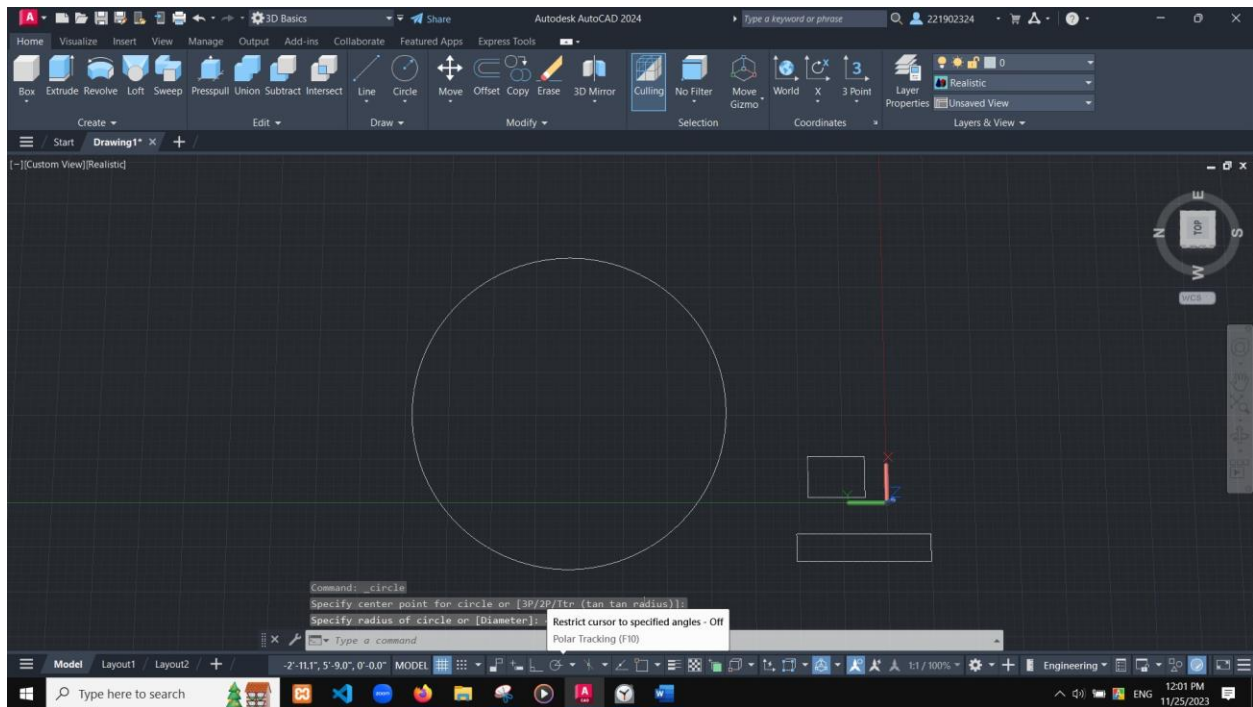 3D Basics Share Autodesk AutoCAD 2024 Type a keyword or phrase 221902324
Home Visualize Insert View Manage Output Add-ins Collaborate Featured Apps Express Tools
Box Extrude Revolve Loft Sweep Presspull Union Subtract Intersect Line Circle Move Offset Copy Erase 3D Mirror Culling No Filter Move Gizmo World X 3 Point Layer Properties
0
Realistic
Unsaved View
Create Edit Draw Modify Selection Coordinates Layers & View
Start Drawing1* +
[−][Custom View][Realistic]
E
N TOP S
W
WCS
X
Y Z
Command: _circle
Specify center point for circle or [3P/2P/Ttr (tan tan radius)]:
Specify radius of circle or [Diameter]:
Restrict cursor to specified angles - Off
Polar Tracking (F10)
Type a command
Model Layout1 Layout2 + -2'-11.1", 5'-9.0", 0'-0.0" MODEL 1:1 / 100% Engineering
Type here to search zoom ENG 12:01 PM
11/25/2023